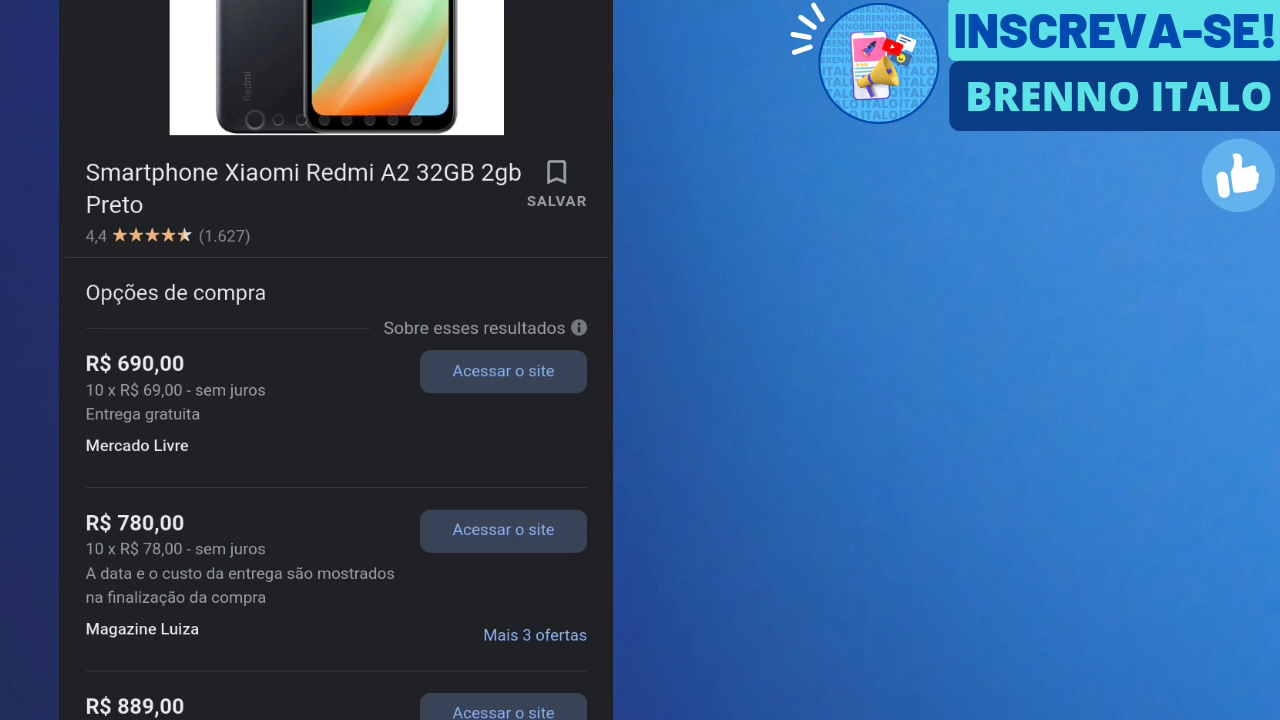 INSCREVA-SE!
BRENNO ITALO
Redmi
Smartphone Xiaomi Redmi A2 32GB 2gb
Preto
SALVAR
4,4 (1.627)
Opções de compra
Sobre esses resultados
R$ 690,00
Acessar o site
10 x R$ 69,00 - sem juros
Entrega gratuita
Mercado Livre
R$ 780,00
Acessar o site
10 x R$ 78,00 - sem juros
A data e o custo da entrega são mostrados
na finalização da compra
Magazine Luiza
Mais 3 ofertas
R$ 889,00
Acessar o site